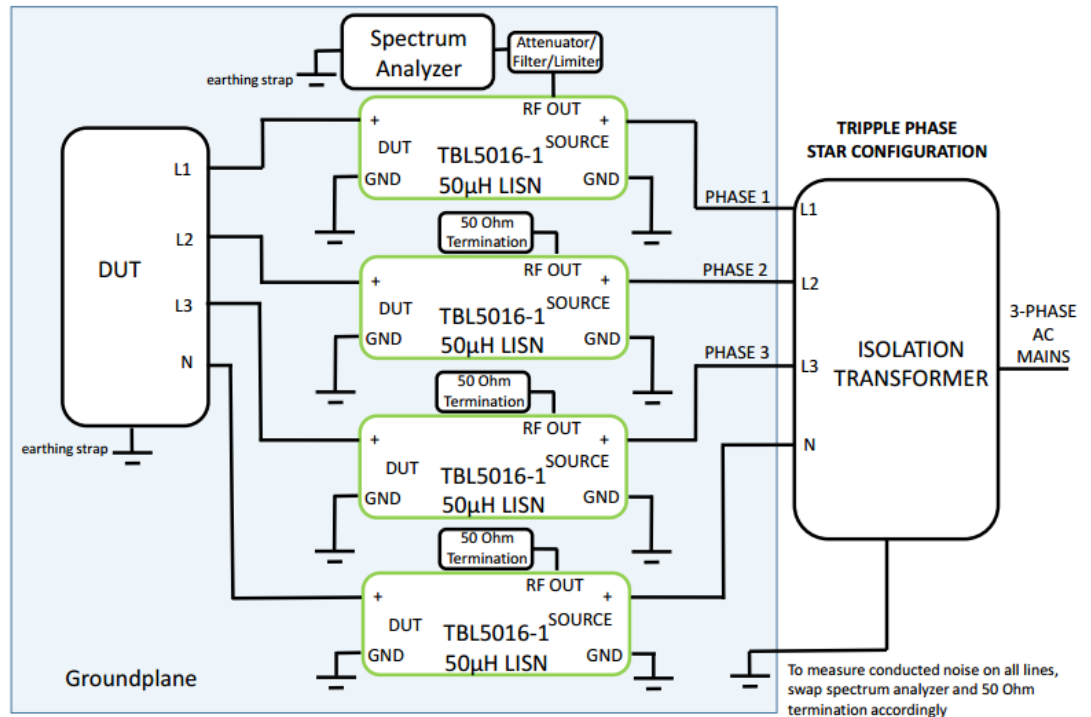 Spectrum
Analyzer
Attenuator/
Filter/Limiter
earthing strap
RF OUT
+
+
DUT
SOURCE
TBL5016-1
GND
GND
50µH LISN
TRIPPLE PHASE
STAR CONFIGURATION
L1
PHASE 1
L1
50 Ohm
Termination
L2
RF OUT
PHASE 2
+
+
L2
DUT
SOURCE
DUT
TBL5016-1
GND
GND
50µH LISN
L3
PHASE 3
L3
3-PHASE
AC
MAINS
ISOLATION
TRANSFORMER
N
50 Ohm
Termination
RF OUT
+
+
N
DUT
SOURCE
TBL5016-1
GND
GND
50µH LISN
earthing strap
50 Ohm
Termination
RF OUT
+
+
DUT
SOURCE
TBL5016-1
GND
GND
50µH LISN
Groundplane
To measure conducted noise on all lines,
swap spectrum analyzer and 50 Ohm
termination accordingly